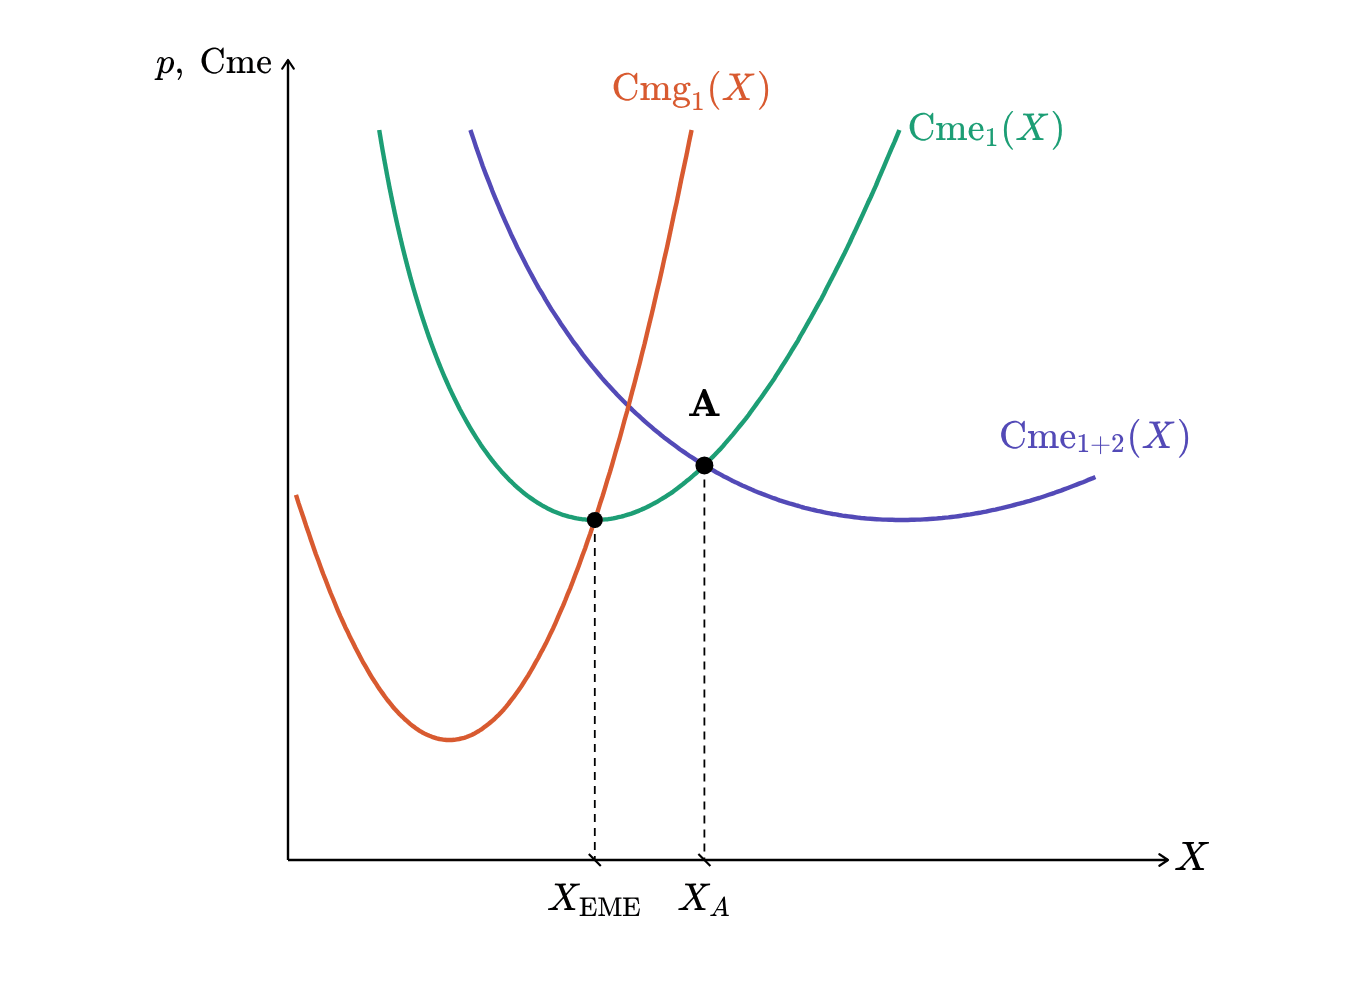 p, Cme
Cmg₁(X)
Cme₁(X)
A
Cme₁₊₂(X)
X
X_EME
X_A